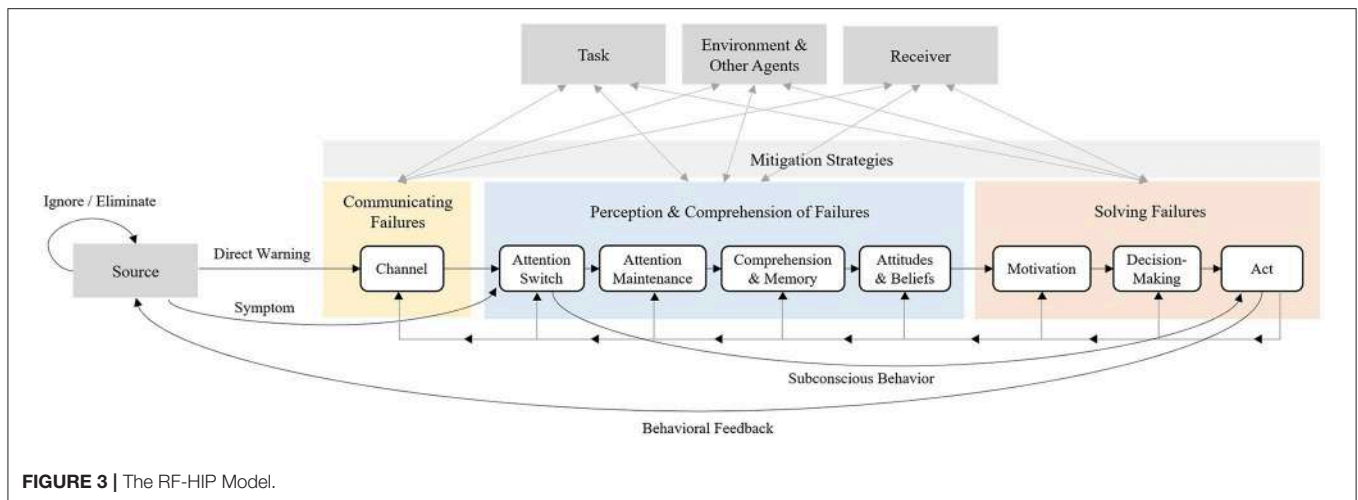 Task
Environment &
Other Agents
Receiver
Mitigation Strategies
Ignore / Eliminate
Communicating
Failures
Perception & Comprehension of Failures
Solving Failures
Source
Direct Warning
Channel
Attention
Switch
Attention
Maintenance
Comprehension
& Memory
Attitudes
& Beliefs
Motivation
Decision-
Making
Act
Symptom
Subconscious Behavior
Behavioral Feedback
FIGURE 3 | The RF-HIP Model.